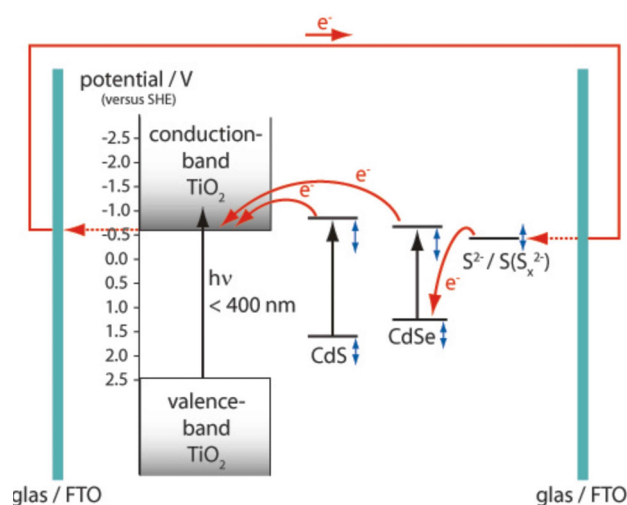 e-
potential / V
(versus SHE)
-2.5
-2.0
-1.5
-1.0
-0.5
0.0
0.5
1.0
1.5
2.0
2.5
conduction-
band
TiO2
e-
e-
hν
< 400 nm
CdS
CdSe
e-
S2- / S(Sx2-)
valence-
band
TiO2
glas / FTO
glas / FTO